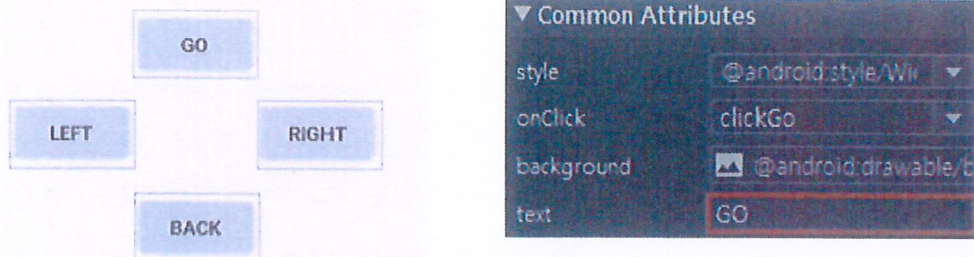 GO
LEFT
RIGHT
BACK
Common Attributes
style
@android:style/Wi
onClick
clickGo
background
@android:drawable/b
text
GO